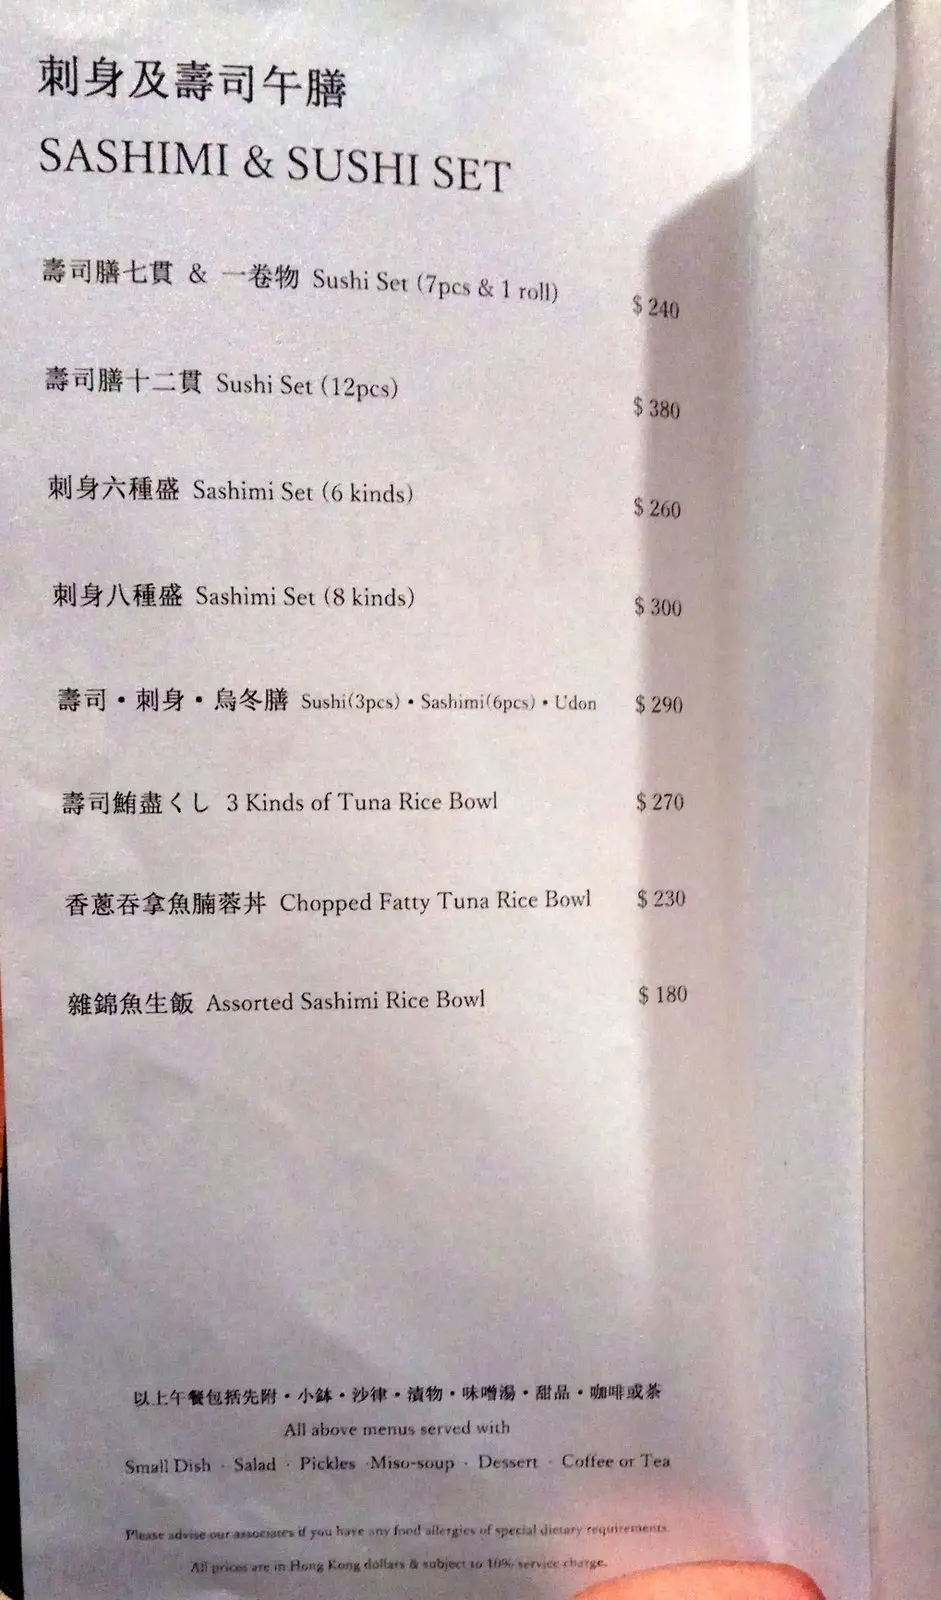 刺身及壽司午膳
SASHIMI & SUSHI SET
壽司膳七貫 & 一卷物 Sushi Set (7pcs & 1 roll) $ 240
壽司膳十二貫 Sushi Set (12pcs) $ 380
刺身六種盛 Sashimi Set (6 kinds) $ 260
刺身八種盛 Sashimi Set (8 kinds) $ 300
壽司・刺身・烏冬膳 Sushi(3pcs)・Sashimi(6pcs)・Udon $ 290
壽司鮪盡くし 3 Kinds of Tuna Rice Bowl $ 270
香蔥吞拿魚腩蓉丼 Chopped Fatty Tuna Rice Bowl $ 230
雜錦魚生飯 Assorted Sashimi Rice Bowl $ 180
以上午餐包括先附・小鉢・沙律・漬物・味噌湯・甜品・咖啡或茶
All above menus served with
Small Dish · Salad · Pickles ·Miso-soup · Dessert · Coffee or Tea
Please advise our associates if you have any food allergies of special dietary requirements.
All prices are in Hong Kong dollars & subject to 10% service charge.